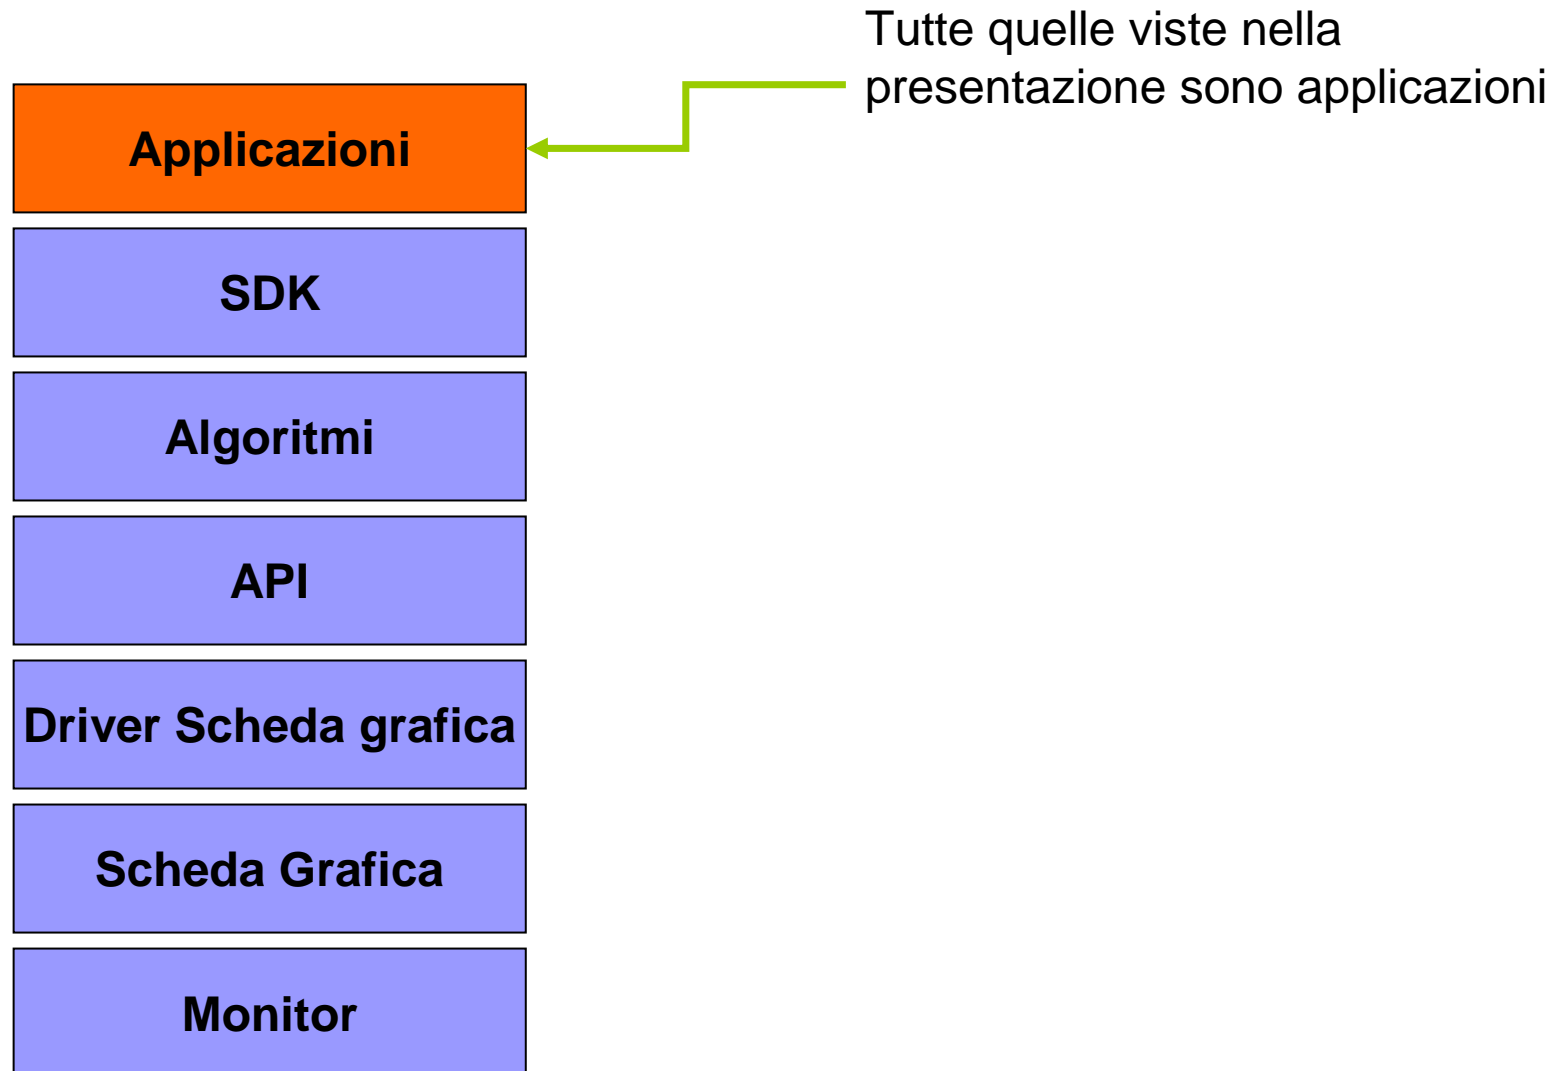 Tutte quelle viste nella
presentazione sono applicazioni
Applicazioni
SDK
Algoritmi
API
Driver Scheda grafica
Scheda Grafica
Monitor